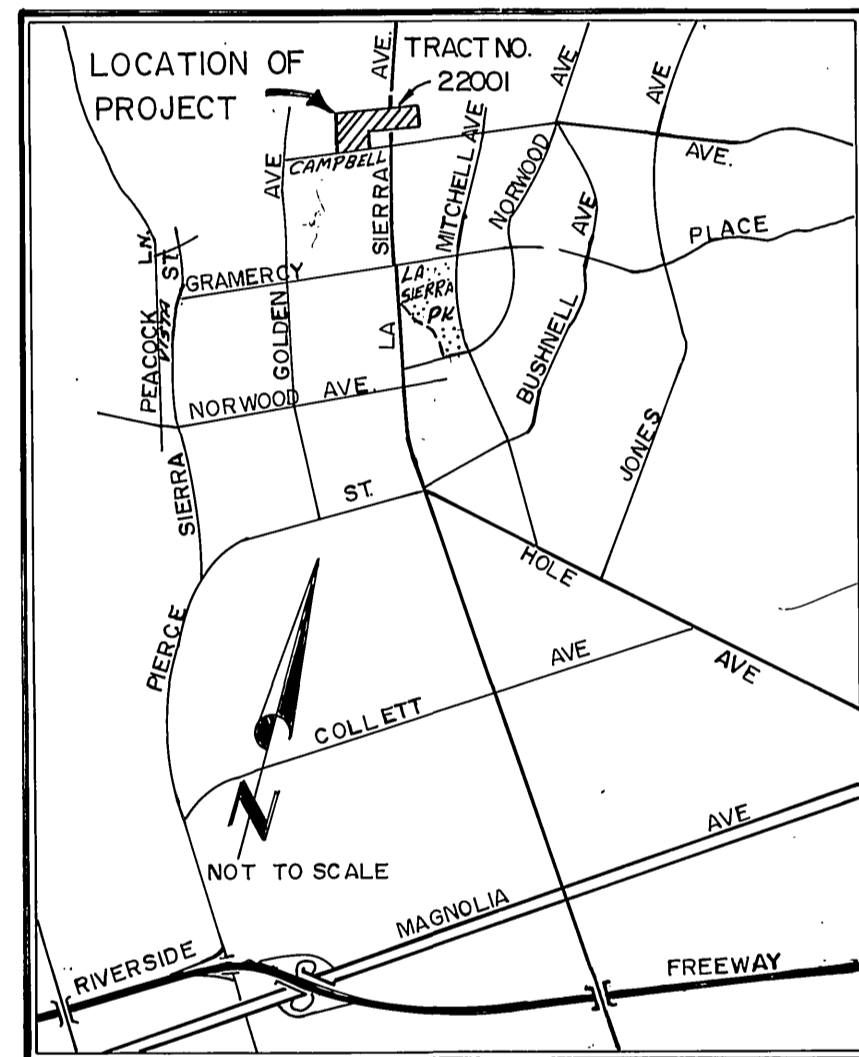 LOCATION OF
PROJECT
AVE.
TRACT NO.
22001
AVE
AVE
AVE
CAMPBELL
SIERRA
MITCHELL AVE
NORWOOD
AVE.
AVE
PLACE
LN.
ST
GRAMERCY
LA
SIERRA
PK
PEACOCK
VISTA
GOLDEN
LA
BUSHNELL
NORWOOD AVE.
JONES
SIERRA
ST.
HOLE
PIERCE
AVE
AVE
COLLETT
N
NOT TO SCALE
AVE
MAGNOLIA
RIVERSIDE
FREEWAY